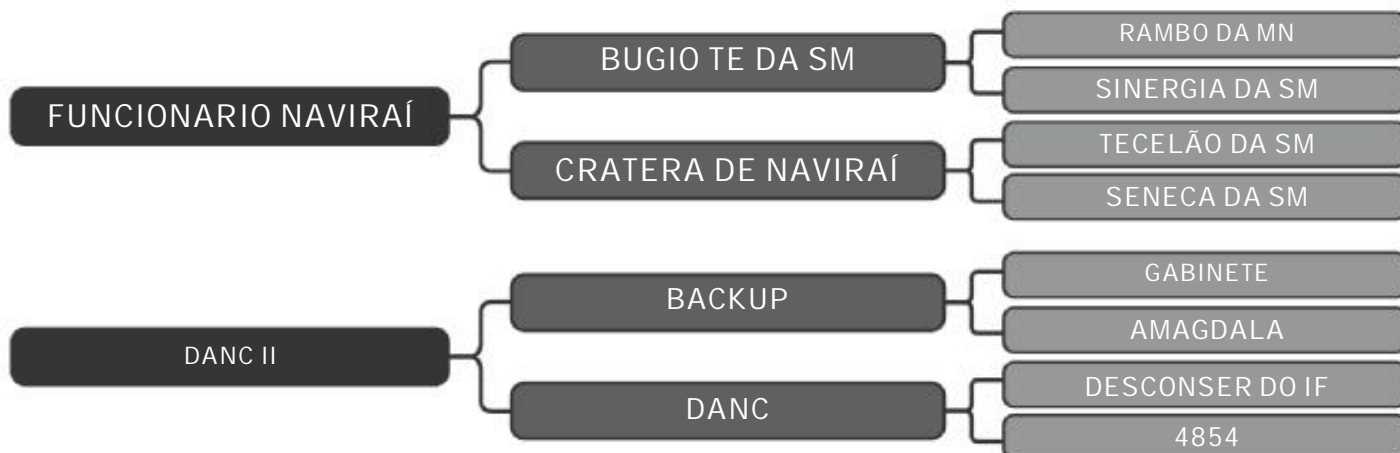 FUNCIONARIO NAVIRAÍ
BUGIO TE DA SM
CRATERA DE NAVIRAÍ
RAMBO DA MN
SINERGIA DA SM
TECELÃO DA SM
SENECA DA SM
DANC II
BACKUP
DANC
GABINETE
AMAGDALA
DESCONSER DO IF
4854